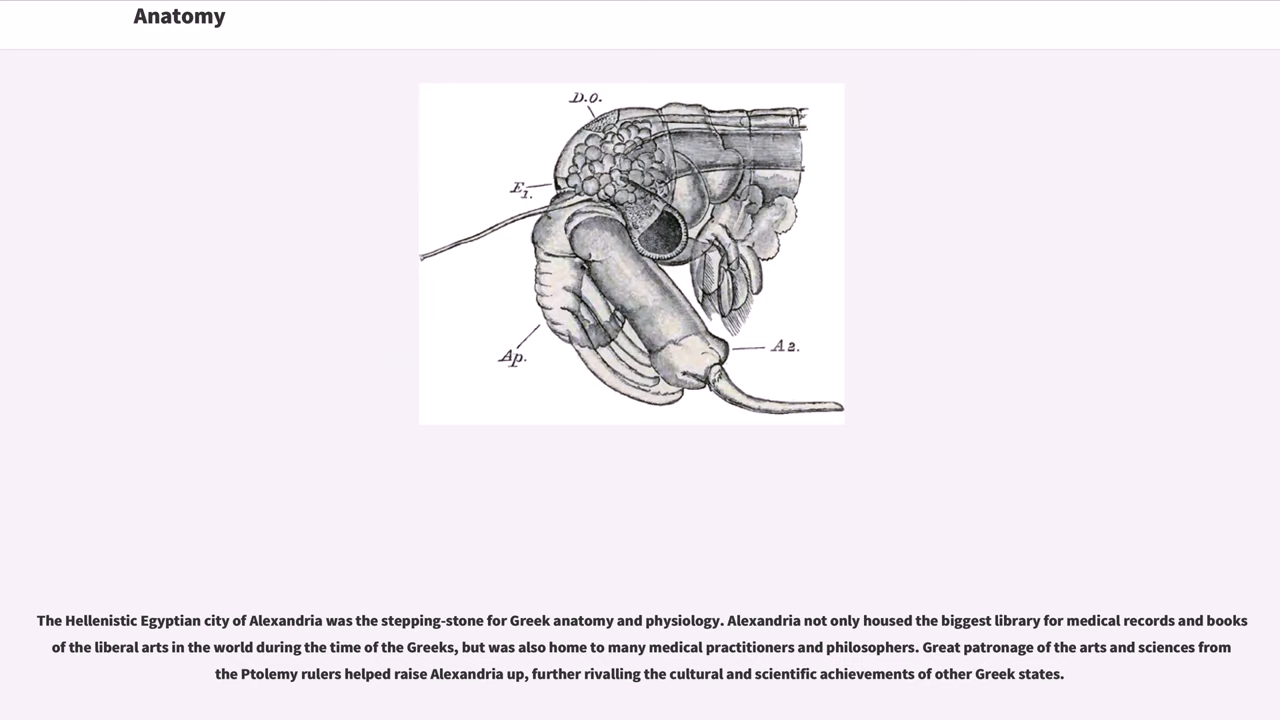 Anatomy
D.O.
E1.
Ap.
A2.
The Hellenistic Egyptian city of Alexandria was the stepping-stone for Greek anatomy and physiology. Alexandria not only housed the biggest library for medical records and books
of the liberal arts in the world during the time of the Greeks, but was also home to many medical practitioners and philosophers. Great patronage of the arts and sciences from
the Ptolemy rulers helped raise Alexandria up, further rivalling the cultural and scientific achievements of other Greek states.